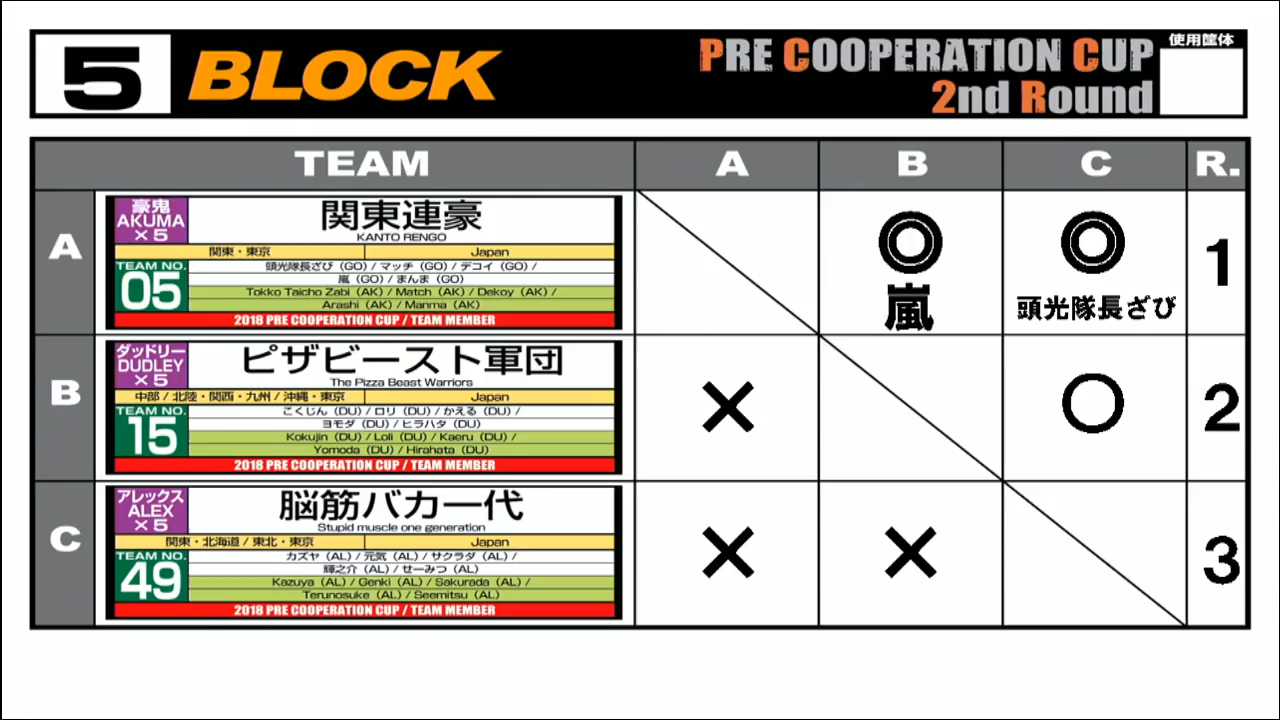 5 BLOCK
PRE COOPERATION CUP
2nd Round
使用筐体
TEAM A B C R.
A
豪鬼
AKUMA
×5
関東連豪
KANTO RENGO
関東・東京 Japan
TEAM NO.
05
頭光隊長ざび（GO）/ マッチ（GO）/ デコイ（GO）/
嵐（GO）/ まんま（GO）
Tokko Taicho Zabi（AK）/ Match（AK）/ Dekoy（AK）/
Arashi（AK）/ Manma（AK）
2018 PRE COOPERATION CUP / TEAM MEMBER
◎ ◎ 1
嵐 頭光隊長ざび
B
ダッドリー
DUDLEY
×5
ピザビースト軍団
The Pizza Beast Warriors
中部 / 北陸・関西・九州 / 沖縄・東京 Japan
TEAM NO.
15
こくじん（DU）/ ロリ（DU）/ かえる（DU）/
ヨモダ（DU）/ ヒラハタ（DU）
Kokujin（DU）/ Loli（DU）/ Kaeru（DU）/
Yomoda（DU）/ Hirahata（DU）
2018 PRE COOPERATION CUP / TEAM MEMBER
× ○ 2
C
アレックス
ALEX
×5
脳筋バカ一代
Stupid muscle one generation
関東・北海道 / 東北・東京 Japan
TEAM NO.
49
カズヤ（AL）/ 元気（AL）/ サクラダ（AL）/
輝之介（AL）/ せーみつ（AL）
Kazuya（AL）/ Genki（AL）/ Sakurada（AL）/
Terunosuke（AL）/ Seemitsu（AL）
2018 PRE COOPERATION CUP / TEAM MEMBER
× × 3